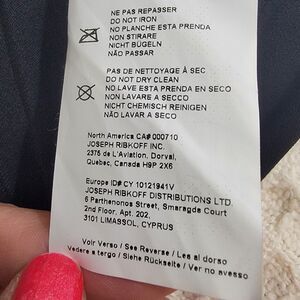 NE PAS REPASSER
DO NOT IRON
NO PLANCHE ESTA PRENDA
NON STIRARE
NICHT BÜGELN
NÃO PASSAR
PAS DE NETTOYAGE À SEC
DO NOT DRY CLEAN
NO LAVE ESTA PRENDA EN SECO
NON LAVARE A SECCO
NICHT CHEMISCH REINIGEN
NÃO LAVAR A SECO
North America CA# 000710
JOSEPH RIBKOFF INC.
2375 de L'Aviation, Dorval,
Quebec, Canada H9P 2X6
Europe ID# CY 10121941V
JOSEPH RIBKOFF DISTRIBUTIONS LTD.
6 Parthenonos Street, Smaragda Court
2nd Floor, Apt. 202,
3101 LIMASSOL, CYPRUS
Voir Verso / See Reverse / Lea al dorso
Vedere a tergo / Siehe Rückseite / Ver no avesso